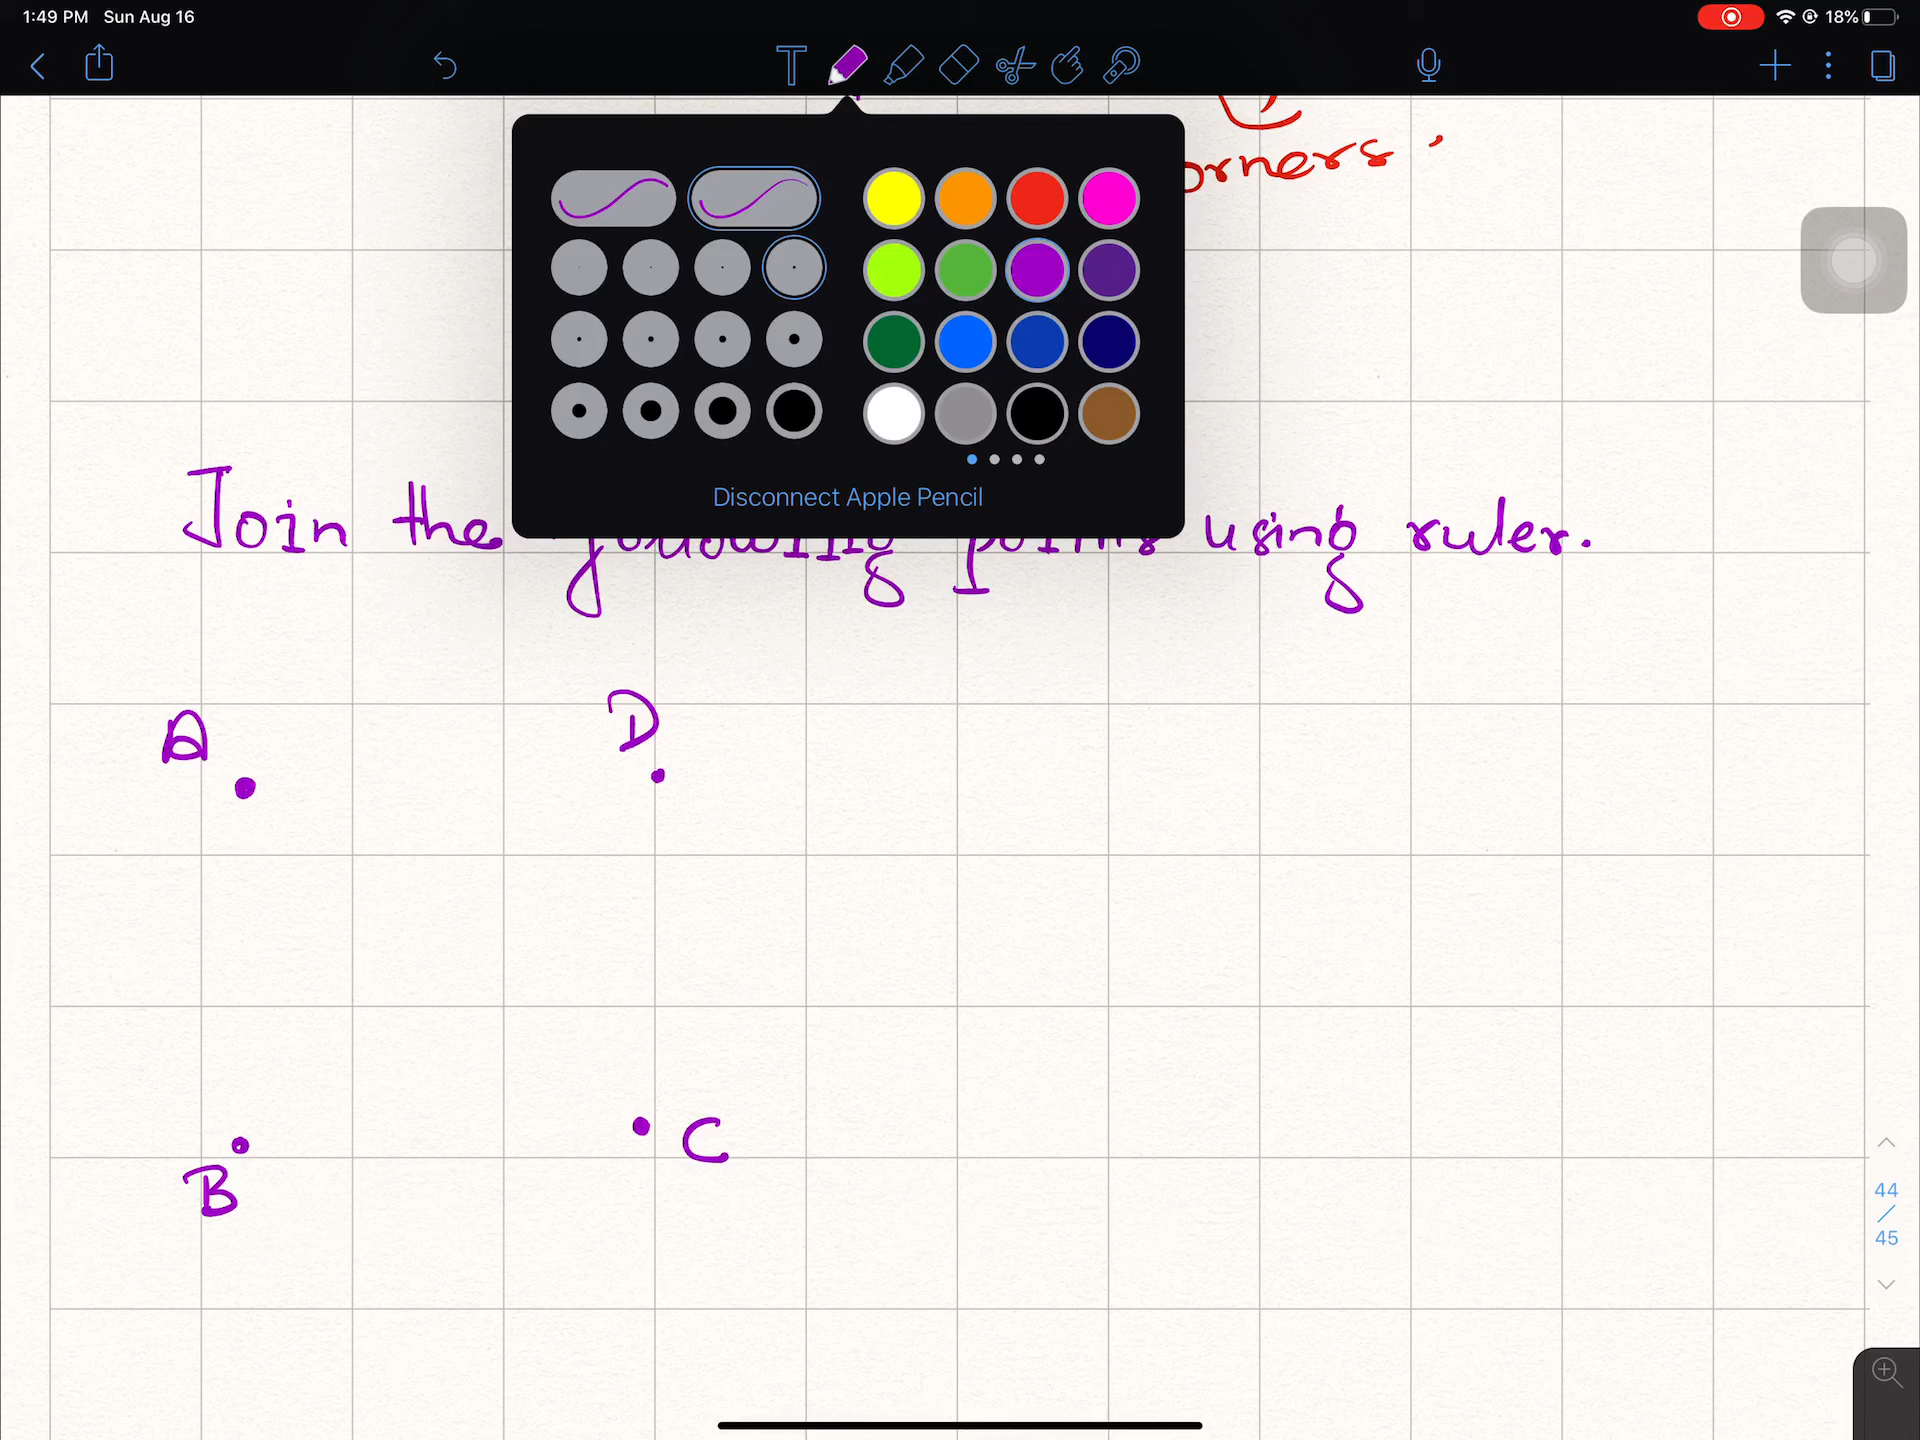 1:49 PM Sun Aug 16
18%
T
orners.
Disconnect Apple Pencil
Join the following points using ruler.
A
D
C
B
44
/
45